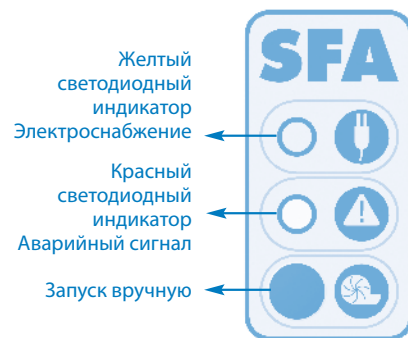 SFA
Желтый
светодиодный
индикатор
Электроснабжение
Красный
светодиодный
индикатор
Аварийный сигнал
Запуск вручную